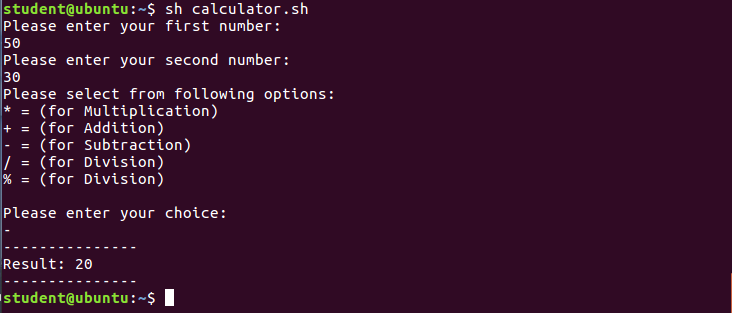 student@ubuntu:~$ sh calculator.sh
Please enter your first number:
50
Please enter your second number:
30
Please select from following options:
* = (for Multiplication)
+ = (for Addition)
- = (for Subtraction)
/ = (for Division)
% = (for Division)
Please enter your choice:
-
---------------
Result: 20
---------------
student@ubuntu:~$